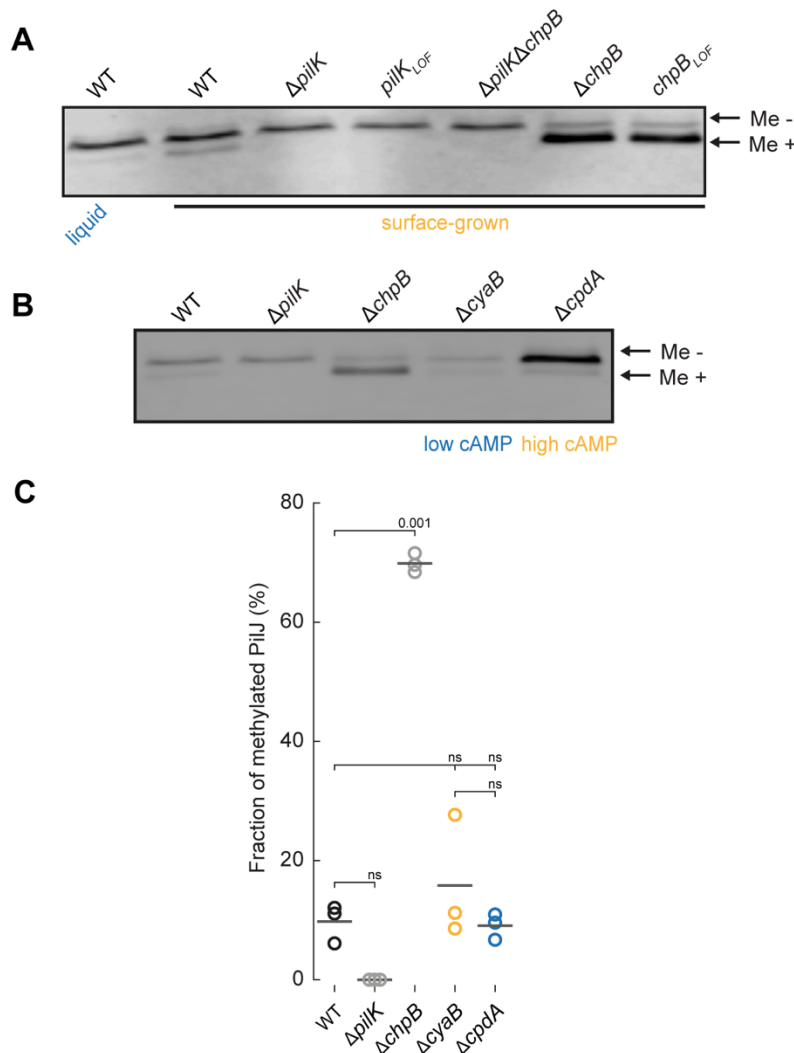 A
WT WT ΔpilK pilK_LOF ΔpilKΔchpB ΔchpB chpB_LOF
Me -
Me +
liquid
surface-grown
B
WT ΔpilK ΔchpB ΔcyaB ΔcpdA
Me -
Me +
low cAMP high cAMP
C
Fraction of methylated PilJ (%)
80
0.001
60
40
ns ns
ns
20
ns
0
WT ΔpilK ΔchpB ΔcyaB ΔcpdA